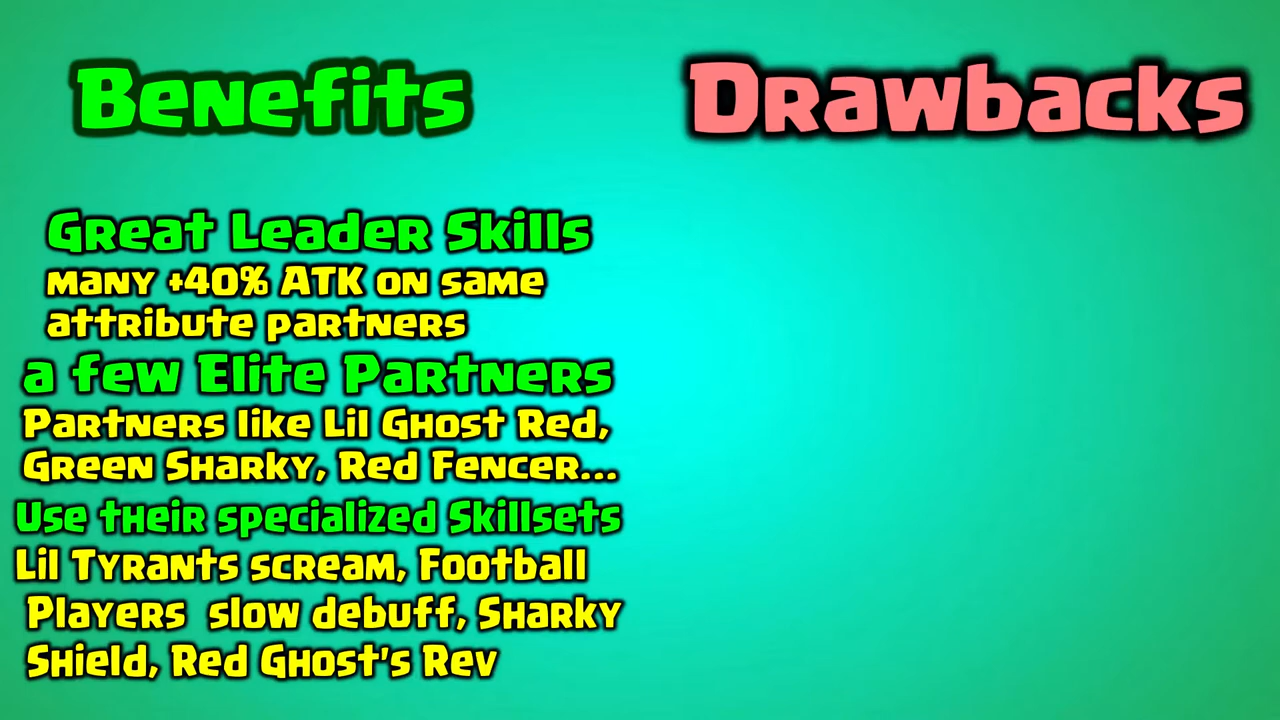 Benefits
Drawbacks
Great Leader Skills
many +40% ATK on same
attribute partners
a few Elite Partners
Partners like Lil Ghost Red,
Green Sharky, Red Fencer...
Use their specialized Skillsets
Lil Tyrants scream, Football
Players slow debuff, Sharky
Shield, Red Ghost's Rev